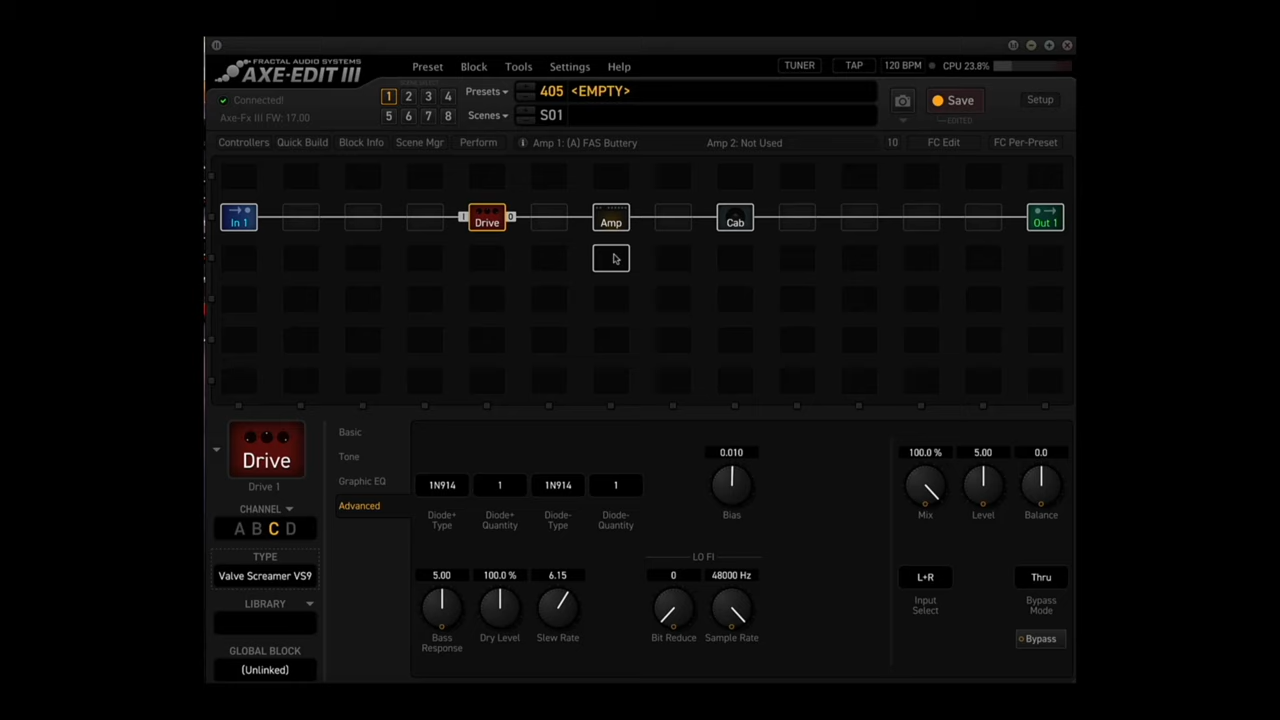 FRACTAL AUDIO SYSTEMS
AXE-EDIT III
Preset Block Tools Settings Help
TUNER TAP 120 BPM CPU 23.8%
Connected!
Axe-Fx III FW: 17.00
1 2 3 4
5 6 7 8
Presets 405 <EMPTY>
Scenes S01
Save
EDITED
Setup
Controllers Quick Build Block Info Scene Mgr Perform Amp 1: (A) FAS Buttery Amp 2: Not Used 10 FC Edit FC Per-Preset
In 1 I Drive O Amp Cab Out 1
Drive
Drive 1
CHANNEL
A B C D
TYPE
Valve Screamer VS9
LIBRARY
GLOBAL BLOCK
(Unlinked)
Basic
Tone
Graphic EQ
Advanced
1N914 1 1N914 1
Diode+ Type
Diode+ Quantity
Diode- Type
Diode- Quantity
0.010
Bias
5.00 100.0 % 6.15
Bass Response
Dry Level
Slew Rate
LO FI
0 48000 Hz
Bit Reduce Sample Rate
100.0 % 5.00 0.0
Mix Level Balance
L+R
Input Select
Thru
Bypass Mode
Bypass